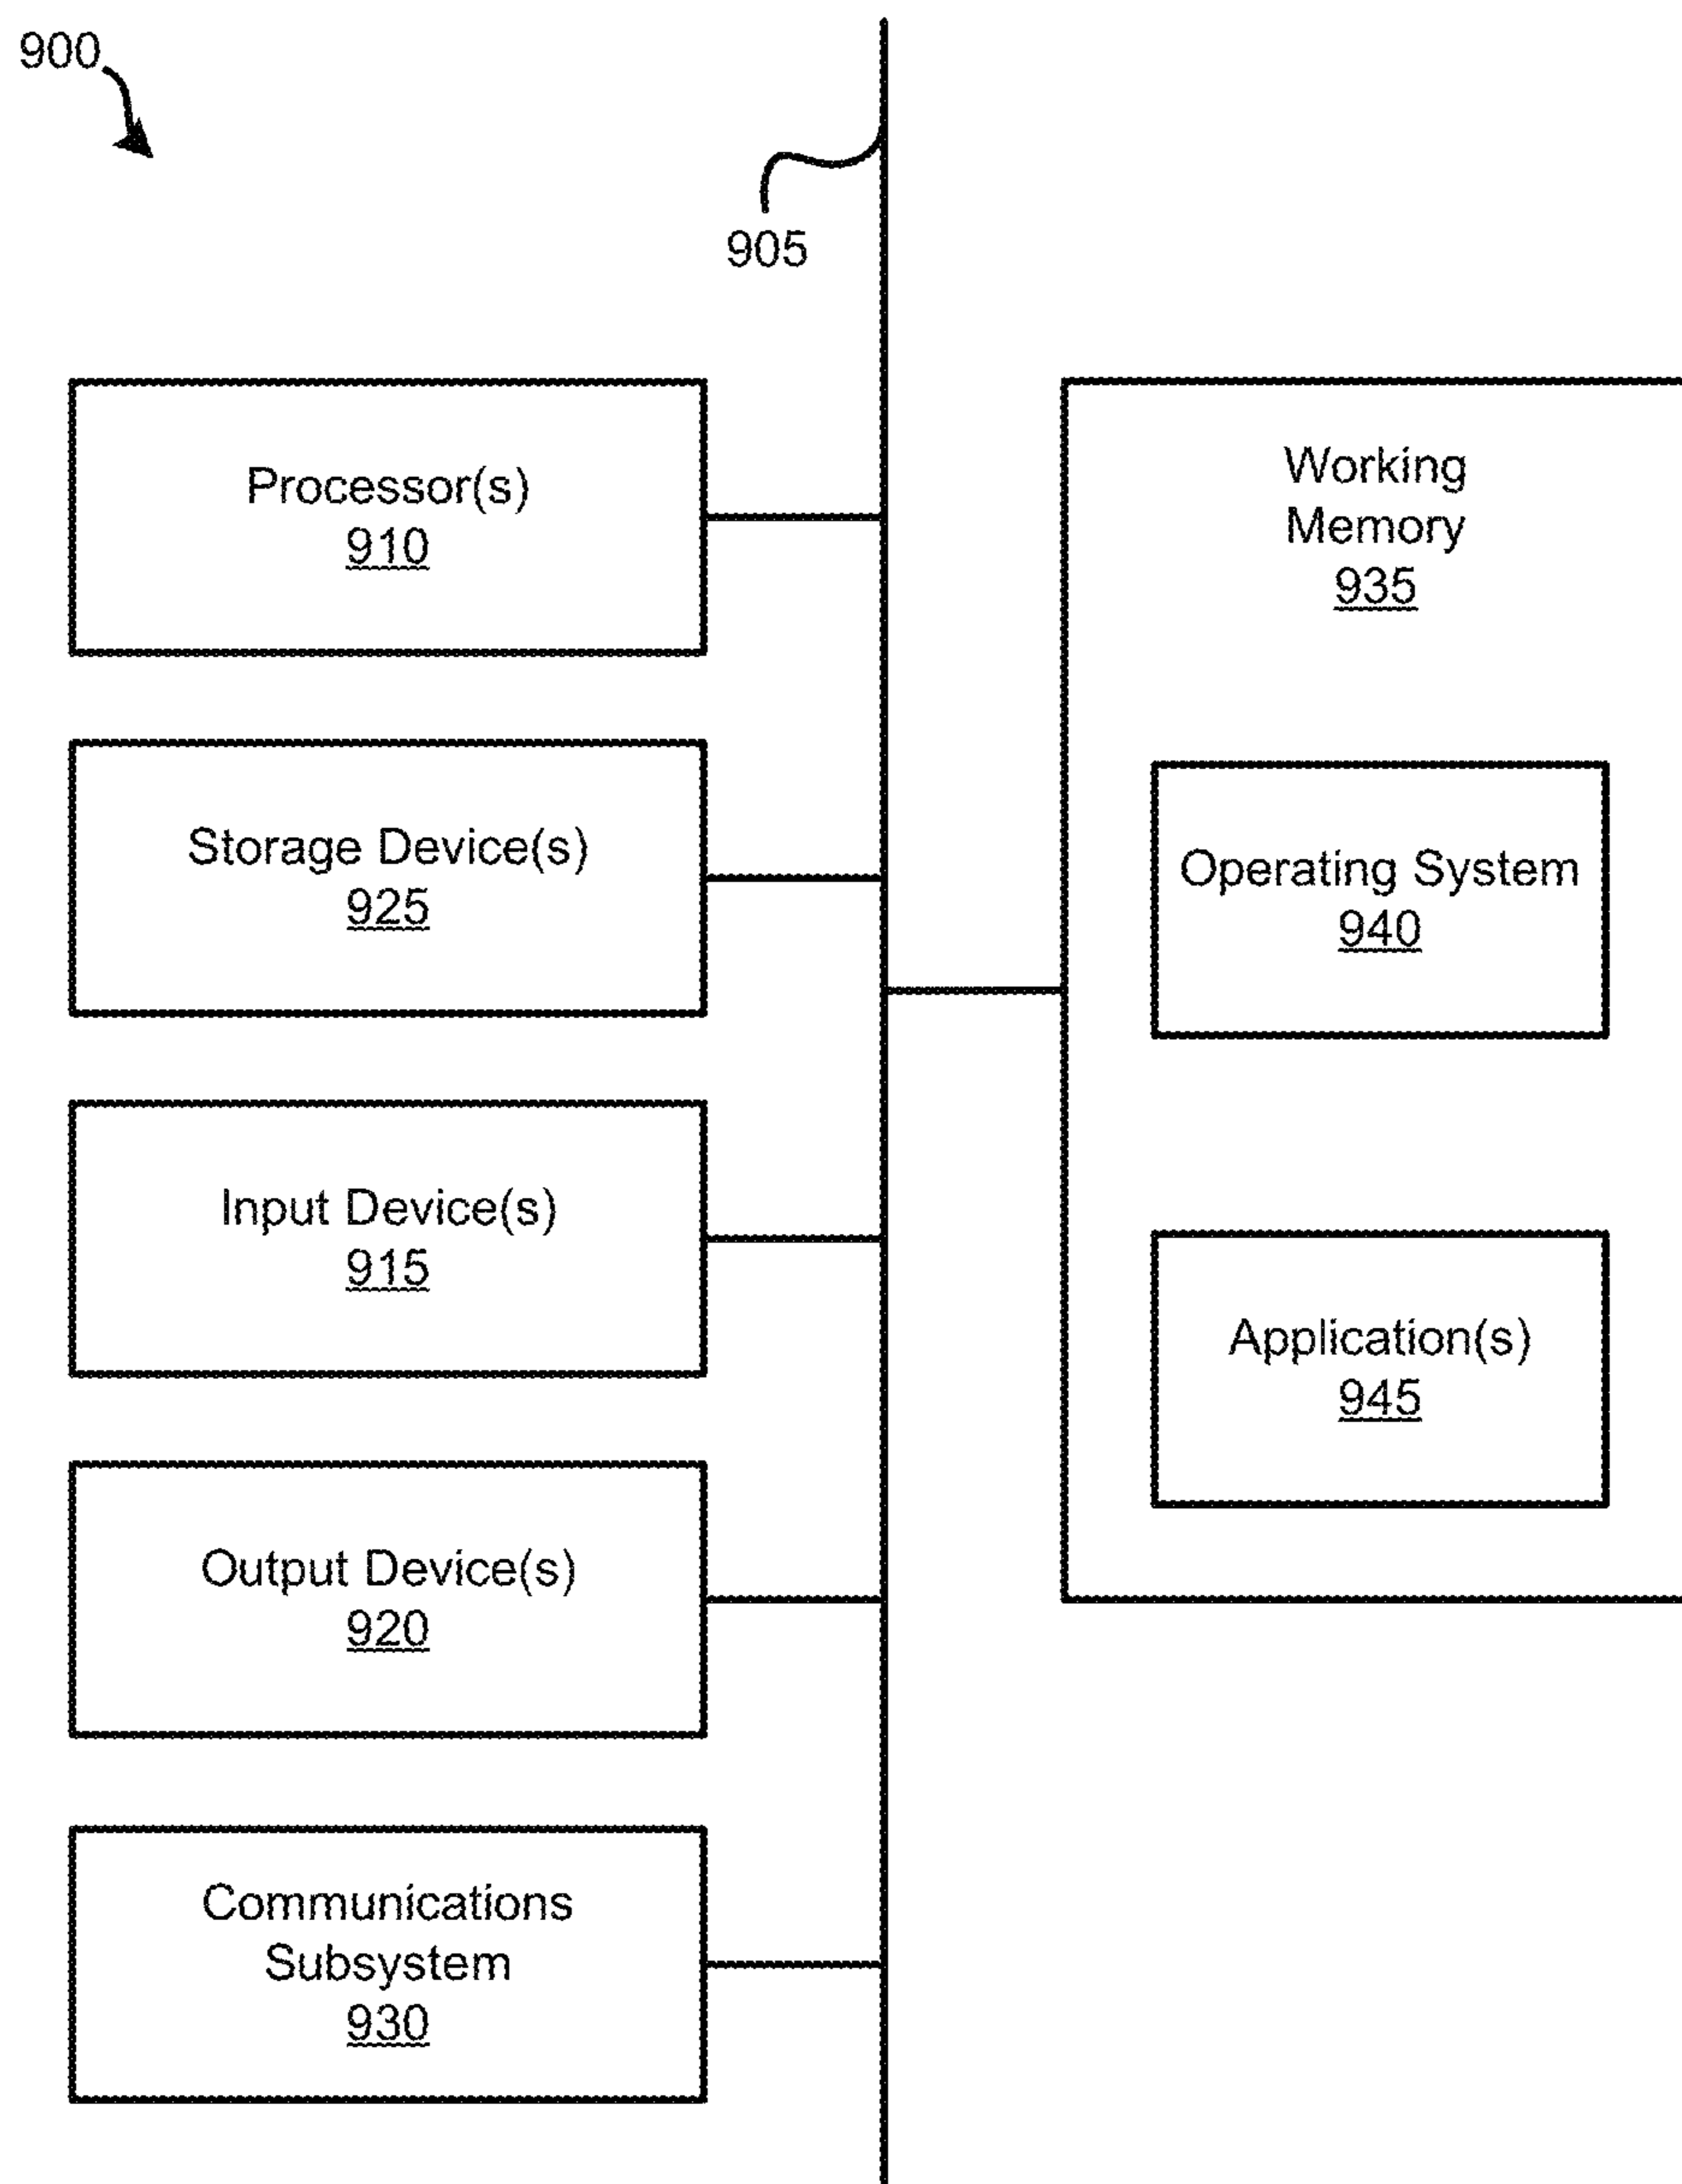 900
905
Processor(s)
910
Storage Device(s)
925
Input Device(s)
915
Output Device(s)
920
Communications
Subsystem
930
Working
Memory
935
Operating System
940
Application(s)
945